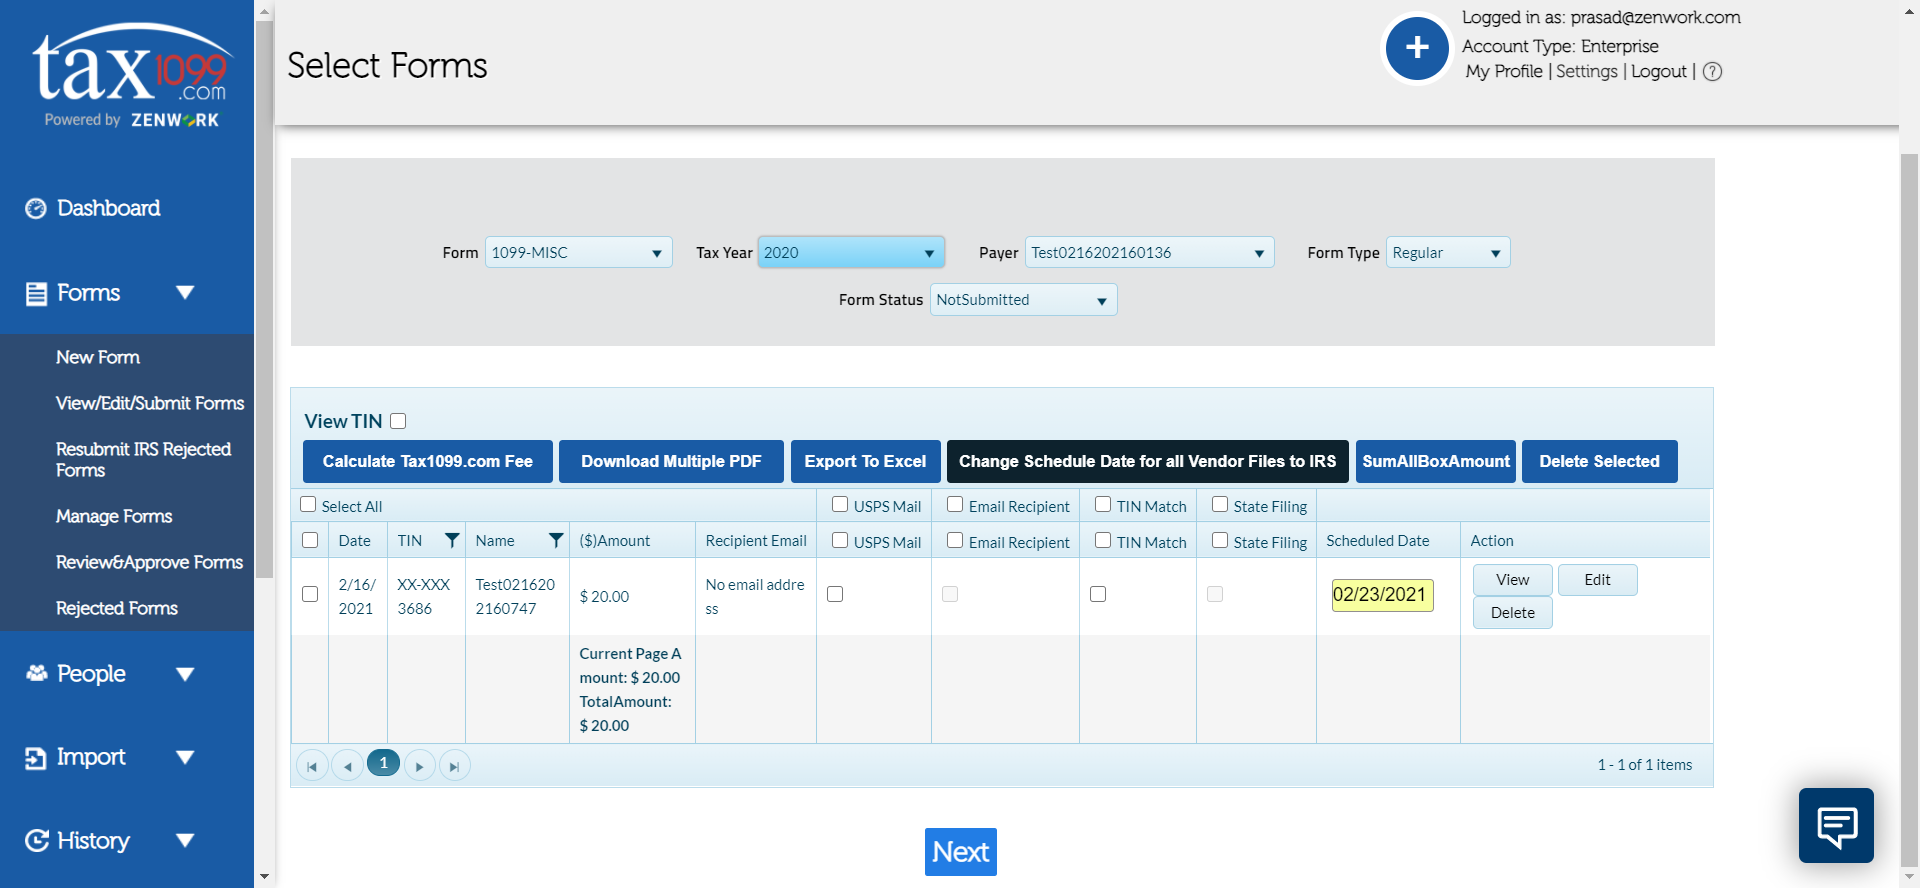 tax1099
.com
Powered by ZENWORK
Dashboard
Forms
New Form
View/Edit/Submit Forms
Resubmit IRS Rejected
Forms
Manage Forms
Review&Approve Forms
Rejected Forms
People
Import
History
Select Forms
+
Logged in as: prasad@zenwork.com
Account Type: Enterprise
My Profile | Settings | Logout | ?
Form 1099-MISC Tax Year 2020 Payer Test0216202160136 Form Type Regular
Form Status NotSubmitted
View TIN
Calculate Tax1099.com Fee Download Multiple PDF Export To Excel Change Schedule Date for all Vendor Files to IRS SumAllBoxAmount Delete Selected
Select All USPS Mail Email Recipient TIN Match State Filing
Date TIN Name ($)Amount Recipient Email USPS Mail Email Recipient TIN Match State Filing Scheduled Date Action
2/16/
2021
XX-XXX
3686
Test021620
2160747
$ 20.00
No email addre
ss
02/23/2021
View Edit
Delete
Current Page A
mount: $ 20.00
TotalAmount:
$ 20.00
1
1 - 1 of 1 items
Next